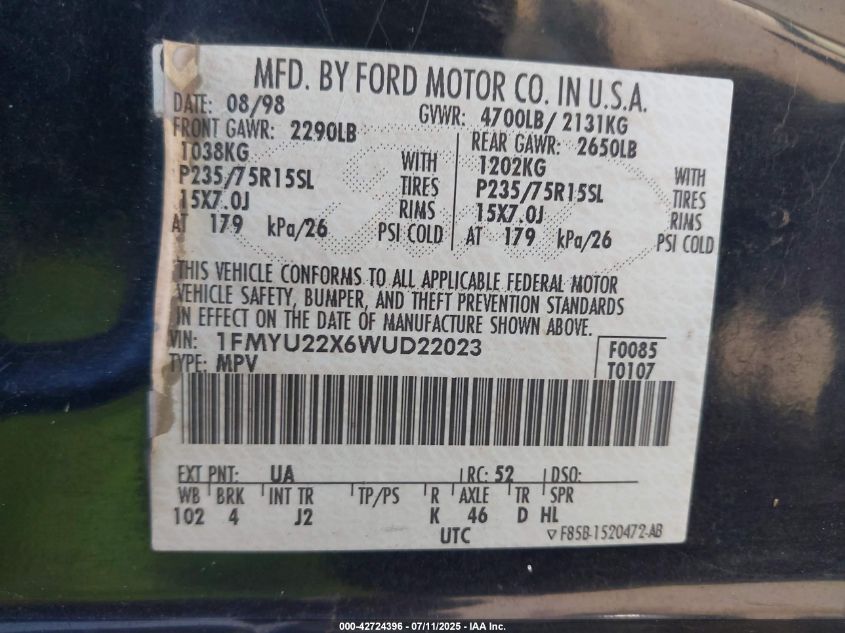 MFD. BY FORD MOTOR CO. IN U.S.A.
DATE: 08/98 GVWR: 4700LB/ 2131KG
FRONT GAWR: 2290LB REAR GAWR: 2650LB
1038KG WITH 1202KG WITH
P235/75R15SL TIRES P235/75R15SL TIRES
15X7.0J RIMS 15X7.0J RIMS
AT 179 kPa/26 PSI COLD AT 179 kPa/26 PSI COLD
THIS VEHICLE CONFORMS TO ALL APPLICABLE FEDERAL MOTOR
VEHICLE SAFETY, BUMPER, AND THEFT PREVENTION STANDARDS
IN EFFECT ON THE DATE OF MANUFACTURE SHOWN ABOVE.
VIN: 1FMYU22X6WUD22023 F0085
TYPE: MPV T0107
EXT PNT: UA RC: 52 DSO:
WB BRK INT TR TP/PS R AXLE TR SPR
102 4 J2 K 46 D HL
UTC ▽F85B-1520472-AB
000-42724396 - 07/11/2025 - IAA Inc.